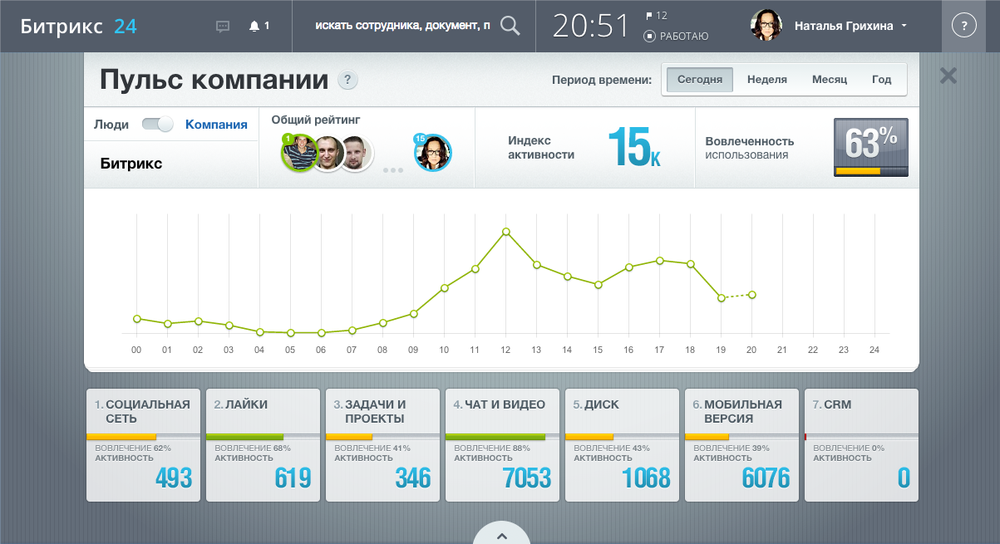 Битрикс 24
1
искать сотрудника, документ, п
20:51
12
РАБОТАЮ
Наталья Грихина
?
Пульс компании ?
Период времени:
Сегодня
Неделя
Месяц
Год
Люди
Компания
Битрикс
Общий рейтинг
1
15
Индекс
активности
15к
Вовлеченность
использования
63%
00 01 02 03 04 05 06 07 08 09 10 11 12 13 14 15 16 17 18 19 20 21 22 23 24
1. СОЦИАЛЬНАЯ
СЕТЬ
ВОВЛЕЧЕНИЕ 62%
АКТИВНОСТЬ
493
2. ЛАЙКИ
ВОВЛЕЧЕНИЕ 68%
АКТИВНОСТЬ
619
3. ЗАДАЧИ И
ПРОЕКТЫ
ВОВЛЕЧЕНИЕ 41%
АКТИВНОСТЬ
346
4. ЧАТ И ВИДЕО
ВОВЛЕЧЕНИЕ 88%
АКТИВНОСТЬ
7053
5. ДИСК
ВОВЛЕЧЕНИЕ 43%
АКТИВНОСТЬ
1068
6. МОБИЛЬНАЯ
ВЕРСИЯ
ВОВЛЕЧЕНИЕ 39%
АКТИВНОСТЬ
6076
7. CRM
ВОВЛЕЧЕНИЕ 0%
АКТИВНОСТЬ
0